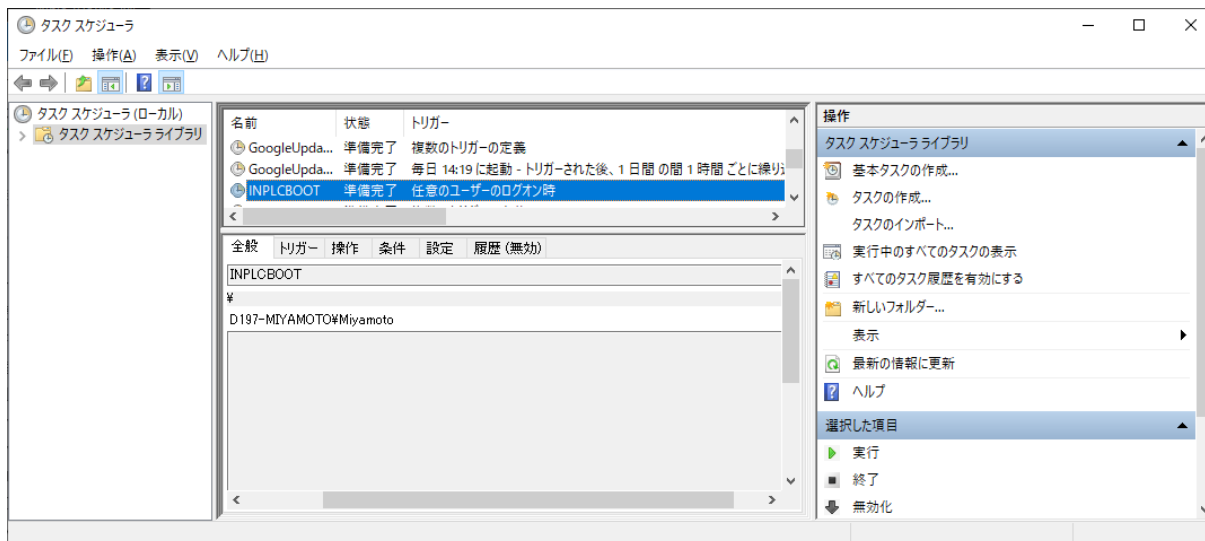 タスク スケジューラ
ファイル(F) 操作(A) 表示(V) ヘルプ(H)
タスク スケジューラ (ローカル)
タスク スケジューラ ライブラリ
名前 状態 トリガー
GoogleUpda... 準備完了 複数のトリガーの定義
GoogleUpda... 準備完了 毎日 14:19 に起動 - トリガーされた後、1 日間 の間 1 時間 ごとに繰り
INPLCBOOT 準備完了 任意のユーザーのログオン時
全般 トリガー 操作 条件 設定 履歴 (無効)
INPLCBOOT
¥
D197-MIYAMOTO¥Miyamoto
操作
タスク スケジューラ ライブラリ
基本タスクの作成...
タスクの作成...
タスクのインポート...
実行中のすべてのタスクの表示
すべてのタスク履歴を有効にする
新しいフォルダー...
表示
最新の情報に更新
ヘルプ
選択した項目
実行
終了
無効化